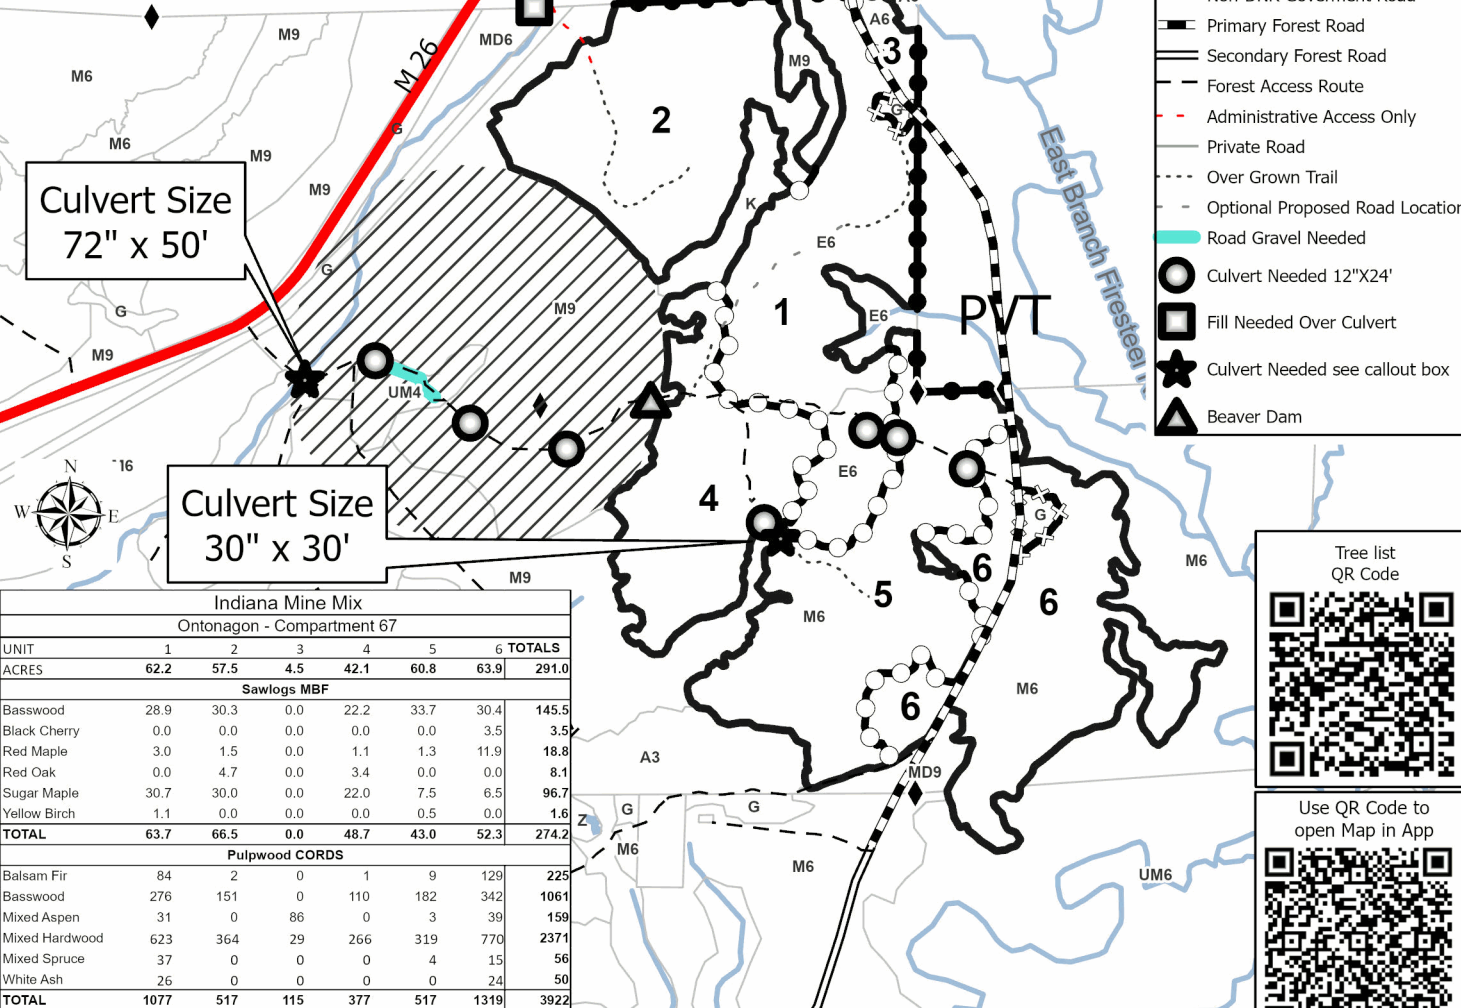 Primary Forest Road
Secondary Forest Road
Forest Access Route
Administrative Access Only
Private Road
Over Grown Trail
Optional Proposed Road Location
Road Gravel Needed
Culvert Needed 12"X24'
Fill Needed Over Culvert
Culvert Needed see callout box
Beaver Dam
M9
MD6
A6
3
M9
M6
M 26
2
G
G
M6
M9
M9
East Branch Firesteel
Culvert Size
72" x 50'
K
E6
G
G
M9
1
E6
PVT
M9
UM4
N
W E
S
16
E6
4
G
Culvert Size
30" x 30'
M9
M6
6
5
6
M6
M6
6
A3
MD9
G
G
Z
M6
M6
UM6
Tree list
QR Code
Use QR Code to
open Map in App
Indiana Mine Mix
Ontonagon - Compartment 67
UNIT 1 2 3 4 5 6 TOTALS
ACRES 62.2 57.5 4.5 42.1 60.8 63.9 291.0
Sawlogs MBF
Basswood 28.9 30.3 0.0 22.2 33.7 30.4 145.5
Black Cherry 0.0 0.0 0.0 0.0 0.0 3.5 3.5
Red Maple 3.0 1.5 0.0 1.1 1.3 11.9 18.8
Red Oak 0.0 4.7 0.0 3.4 0.0 0.0 8.1
Sugar Maple 30.7 30.0 0.0 22.0 7.5 6.5 96.7
Yellow Birch 1.1 0.0 0.0 0.0 0.5 0.0 1.6
TOTAL 63.7 66.5 0.0 48.7 43.0 52.3 274.2
Pulpwood CORDS
Balsam Fir 84 2 0 1 9 129 225
Basswood 276 151 0 110 182 342 1061
Mixed Aspen 31 0 86 0 3 39 159
Mixed Hardwood 623 364 29 266 319 770 2371
Mixed Spruce 37 0 0 0 4 15 56
White Ash 26 0 0 0 0 24 50
TOTAL 1077 517 115 377 517 1319 3922